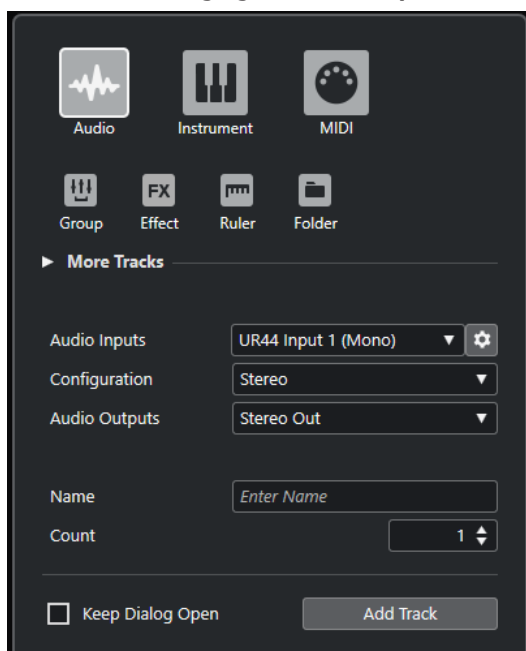 Audio Instrument MIDI
FX
Group Effect Ruler Folder
More Tracks
Audio Inputs UR44 Input 1 (Mono)
Configuration Stereo
Audio Outputs Stereo Out
Name Enter Name
Count 1
Keep Dialog Open Add Track